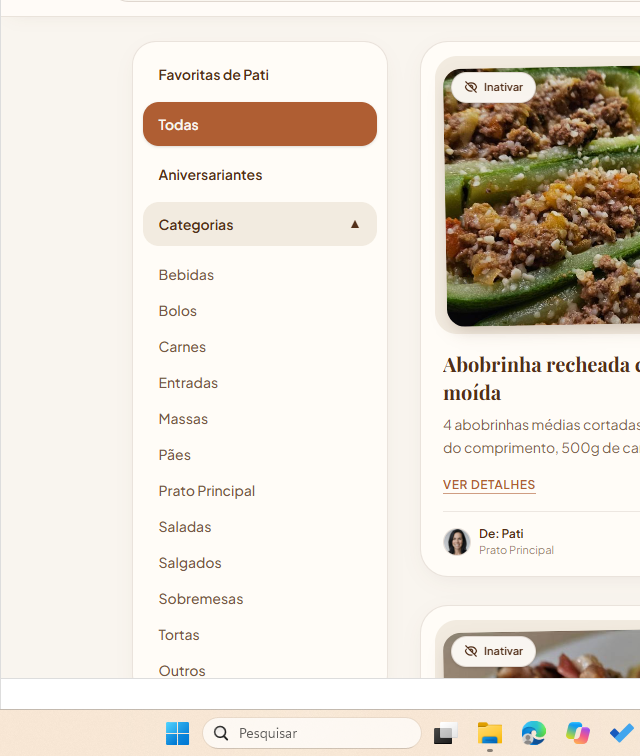 Favoritas de Pati
Todas
Aniversariantes
Categorias
Bebidas
Bolos
Carnes
Entradas
Massas
Pães
Prato Principal
Saladas
Salgados
Sobremesas
Tortas
Outros
Inativar
Abobrinha recheada
moída
4 abobrinhas médias cortadas
do comprimento, 500g de
VER DETALHES
De: Pati
Prato Principal
Inativar
Pesquisar